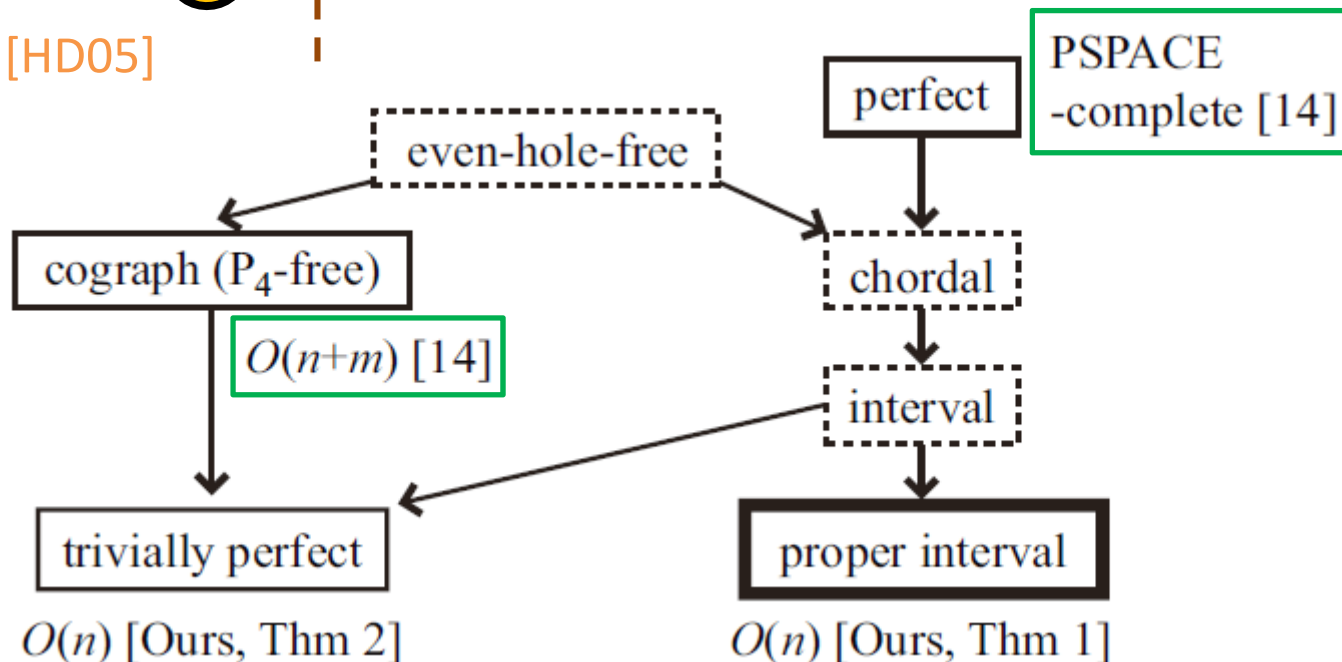 [HD05]
perfect
PSPACE
-complete [14]
even-hole-free
cograph (P4-free)
chordal
O(n+m) [14]
interval
trivially perfect
proper interval
O(n) [Ours, Thm 2]
O(n) [Ours, Thm 1]